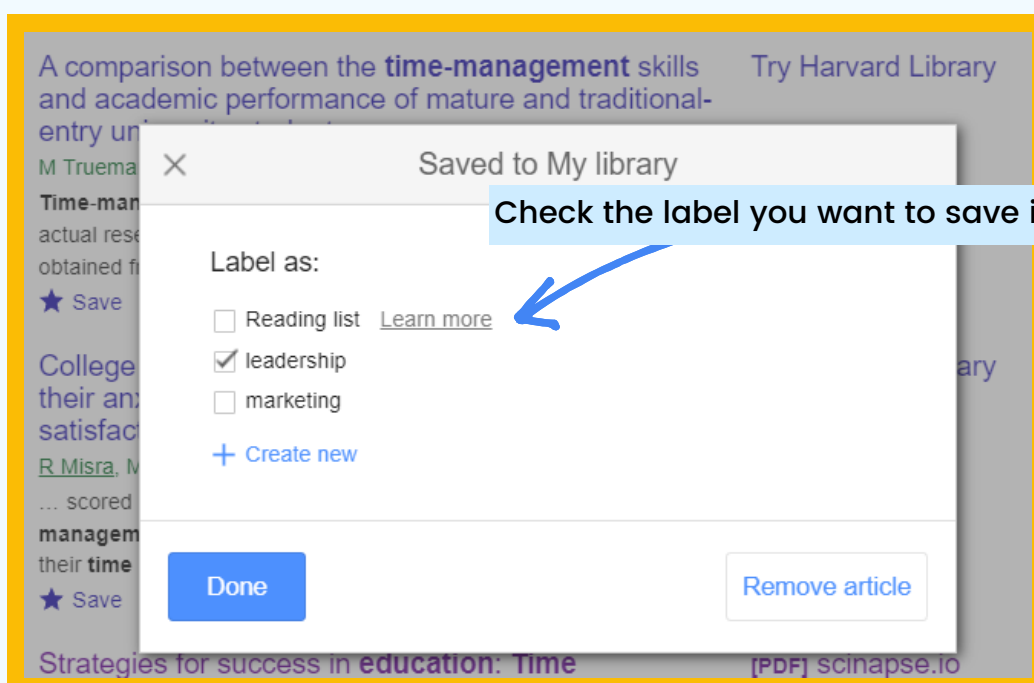 A comparison between the time-management skills
Try Harvard Library
and academic performance of mature and traditional-
entry un
M Truema
Saved to My library
Time-man
Check the label you want to save i
actual rese
obtained f
Label as:
Save
Reading list Learn more
leadership
College
ary
their an
marketing
satisfac
Create new
R Misra, M
... scored
managem
their time
Done
Remove article
Save
Strategies for success in education: Time
[PDF] scinapse.io